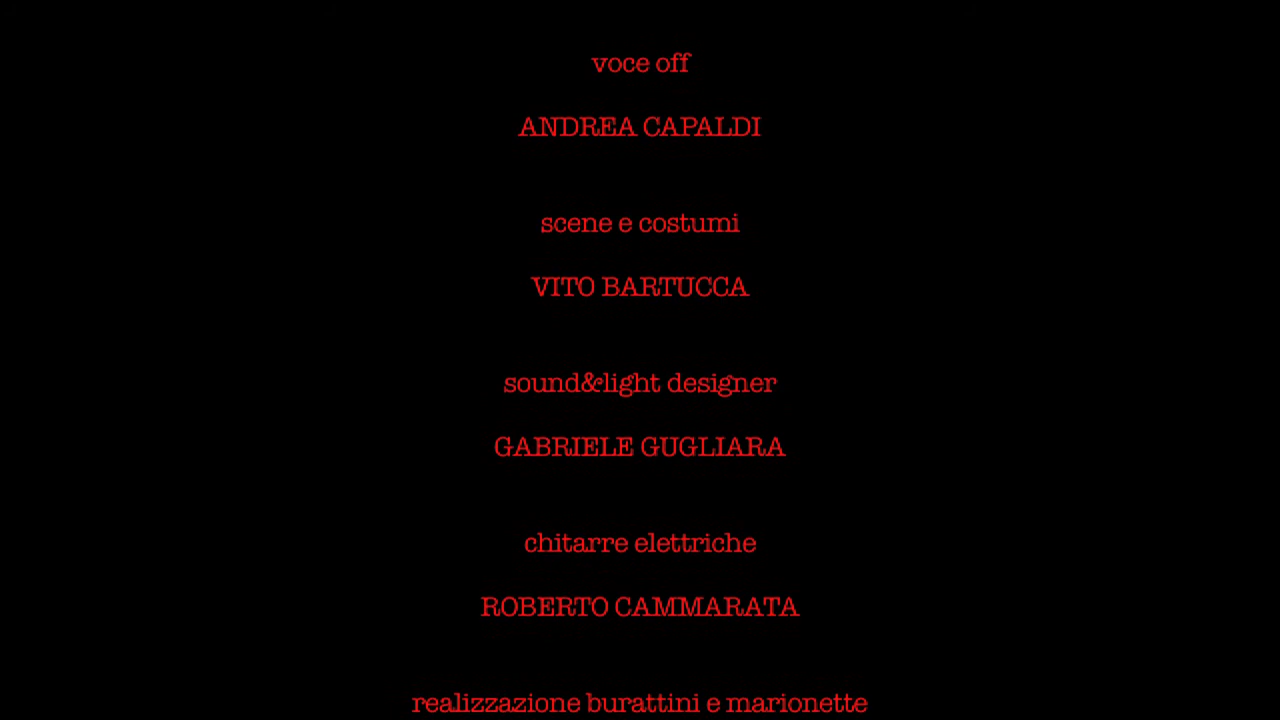 voce off
ANDREA CAPALDI
scene e costumi
VITO BARTUCCA
sound&light designer
GABRIELE GUGLIARA
chitarre elettriche
ROBERTO CAMMARATA
realizzazione burattini e marionette